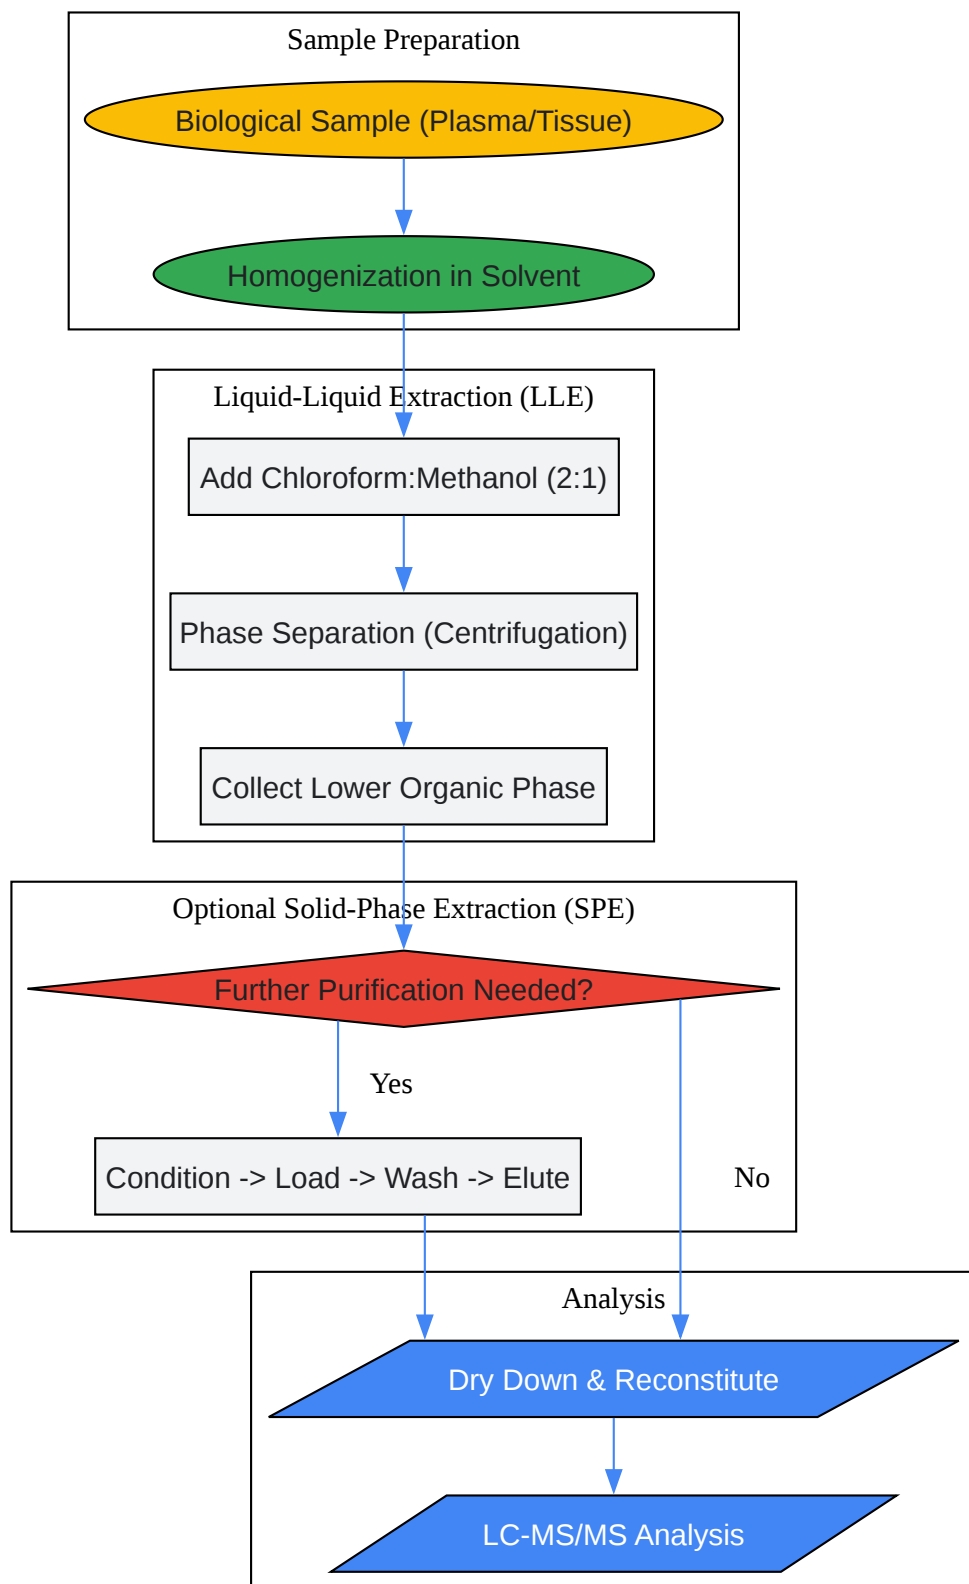 Sample Preparation
Biological Sample (Plasma/Tissue)
Homogenization in Solvent
Liquid-Liquid Extraction (LLE)
Add Chloroform:Methanol (2:1)
Phase Separation (Centrifugation)
Collect Lower Organic Phase
Optional Solid-Phase Extraction (SPE)
Further Purification Needed?
Yes
Condition -> Load -> Wash -> Elute
No
Analysis
Dry Down & Reconstitute
LC-MS/MS Analysis